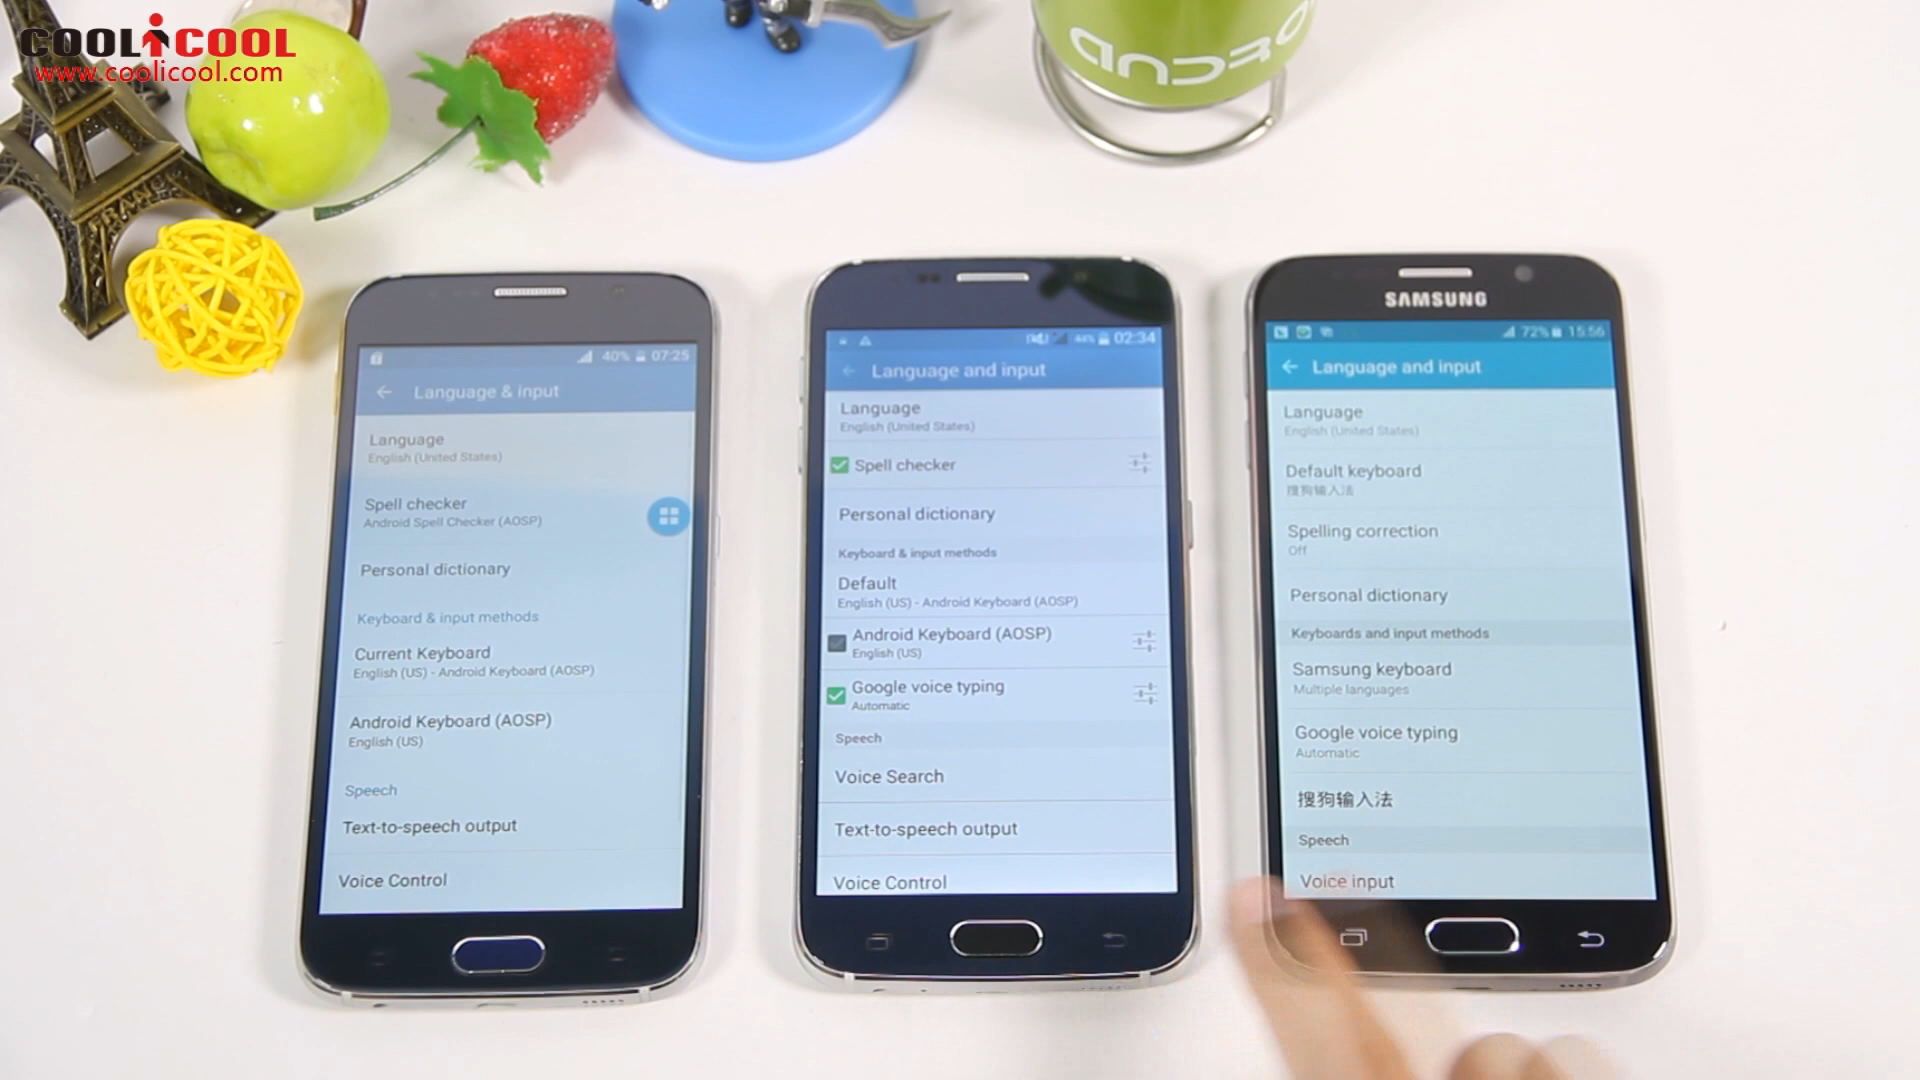 COOLICOOL
www.coolicool.com
FRANCE
ANDRO
40% 07:25
Language & input
Language
English (United States)
Spell checker
Android Spell Checker (AOSP)
Personal dictionary
Keyboard & input methods
Current Keyboard
English (US) - Android Keyboard (AOSP)
Android Keyboard (AOSP)
English (US)
Speech
Text-to-speech output
Voice Control
44% 02:34
Language and input
Language
English (United States)
Spell checker
Personal dictionary
Keyboard & input methods
Default
English (US) - Android Keyboard (AOSP)
Android Keyboard (AOSP)
English (US)
Google voice typing
Automatic
Speech
Voice Search
Text-to-speech output
Voice Control
SAMSUNG
72% 15:56
Language and input
Language
English (United States)
Default keyboard
搜狗输入法
Spelling correction
Off
Personal dictionary
Keyboards and input methods
Samsung keyboard
Multiple languages
Google voice typing
Automatic
搜狗输入法
Speech
Voice input